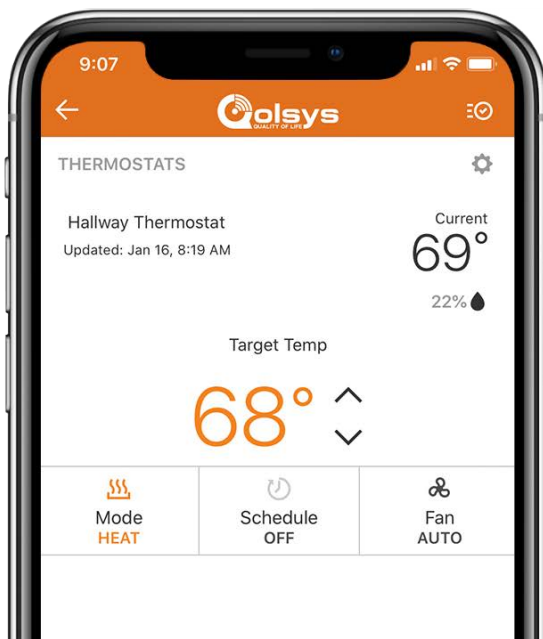 9:07
Qolsys
QUALITY OF LIFE
THERMOSTATS
Hallway Thermostat
Updated: Jan 16, 8:19 AM
Current
69°
22%
Target Temp
68°
Mode
HEAT
Schedule
OFF
Fan
AUTO